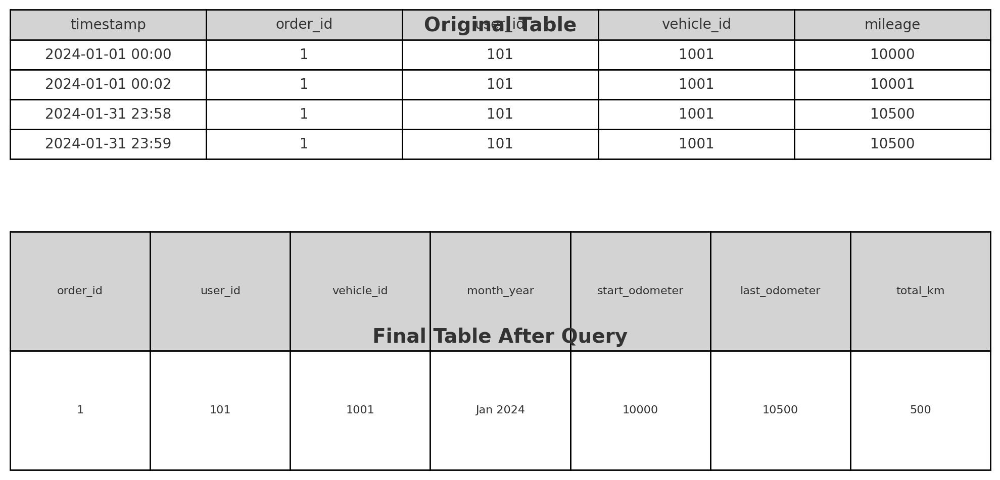 Original Table
timestamp order_id user_id vehicle_id mileage
2024-01-01 00:00 1 101 1001 10000
2024-01-01 00:02 1 101 1001 10001
2024-01-31 23:58 1 101 1001 10500
2024-01-31 23:59 1 101 1001 10500
order_id user_id vehicle_id month_year start_odometer last_odometer total_km
Final Table After Query
1 101 1001 Jan 2024 10000 10500 500